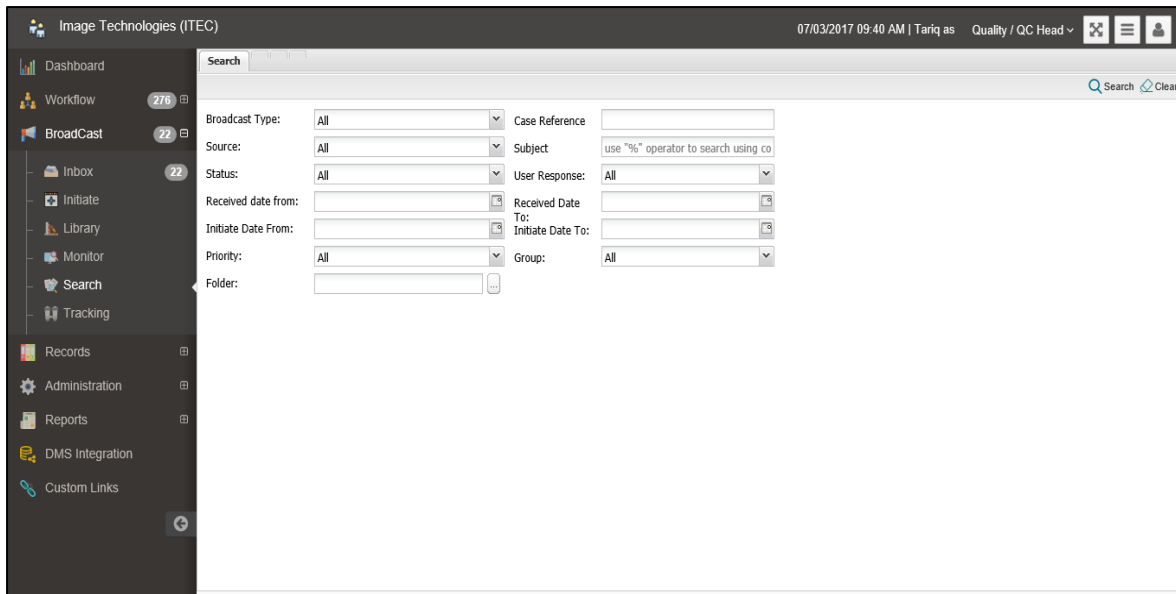 Image Technologies (ITEC)
07/03/2017 09:40 AM | Tariq as Quality / QC Head
Dashboard
Workflow 276
BroadCast 22
Inbox 22
Initiate
Library
Monitor
Search
Tracking
Records
Administration
Reports
DMS Integration
Custom Links
Search
Search Clear
Broadcast Type: All Case Reference
Source: All Subject use "%" operator to search using co
Status: All User Response: All
Received date from: Received Date To:
Initiate Date From: Initiate Date To:
Priority: All Group: All
Folder: ...